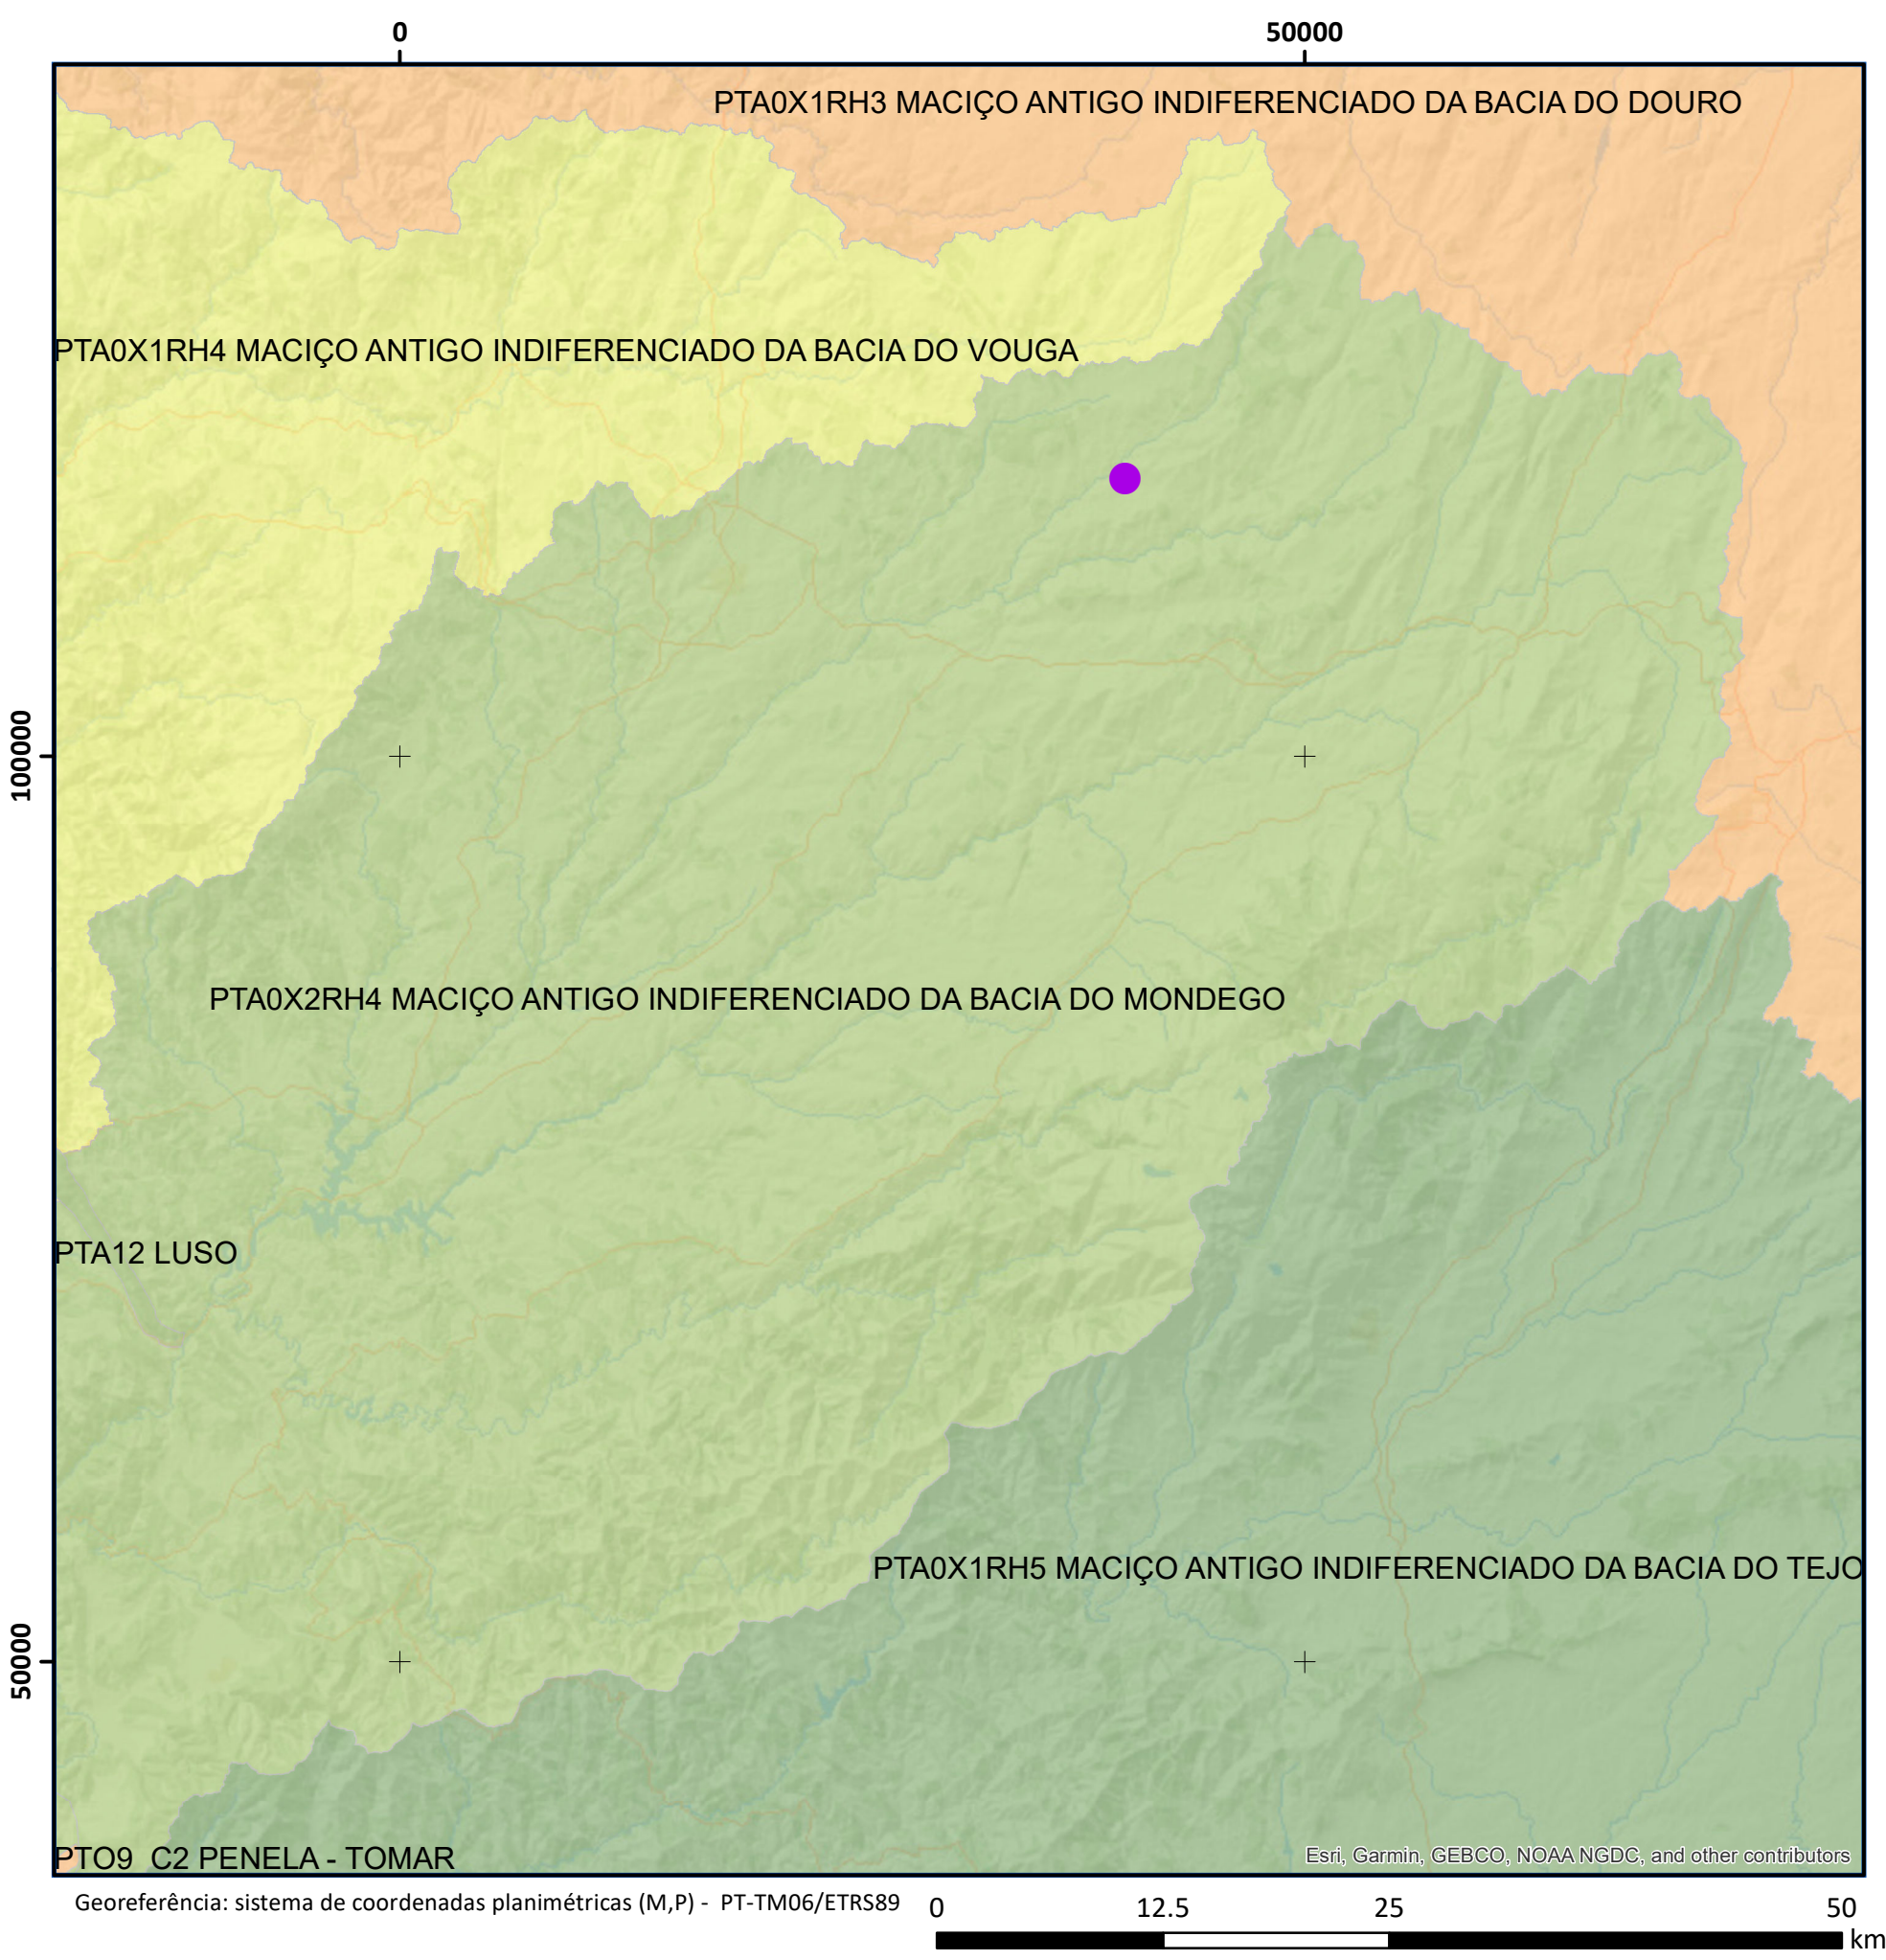 0 50000
PTA0X1RH3 MACIÇO ANTIGO INDIFERENCIADO DA BACIA DO DOURO
PTA0X1RH4 MACIÇO ANTIGO INDIFERENCIADO DA BACIA DO VOUGA
100000
PTA0X2RH4 MACIÇO ANTIGO INDIFERENCIADO DA BACIA DO MONDEGO
PTA12 LUSO
PTA0X1RH5 MACIÇO ANTIGO INDIFERENCIADO DA BACIA DO TEJO
50000
PTO9 C2 PENELA - TOMAR
Esri, Garmin, GEBCO, NOAA NGDC, and other contributors
Georeferência: sistema de coordenadas planimétricas (M,P) - PT-TM06/ETRS89
0 12.5 25 50
km